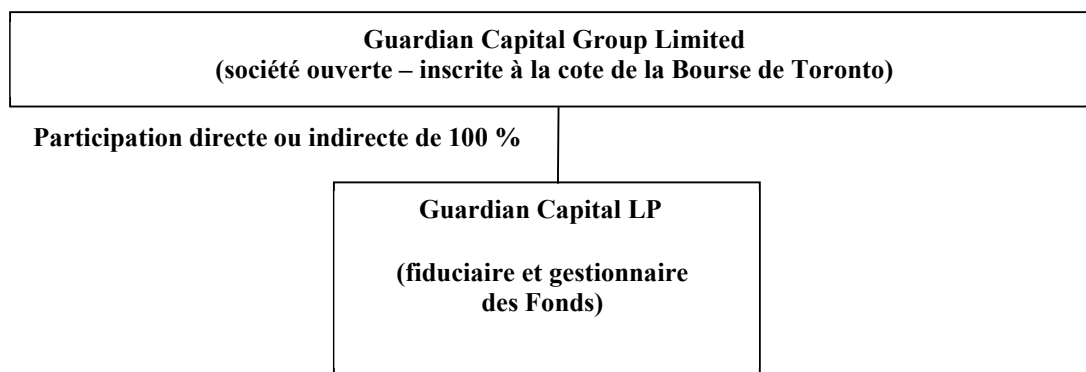 Guardian Capital Group Limited
(société ouverte – inscrite à la cote de la Bourse de Toronto)
Participation directe ou indirecte de 100 %
Guardian Capital LP
(fiduciaire et gestionnaire
des Fonds)